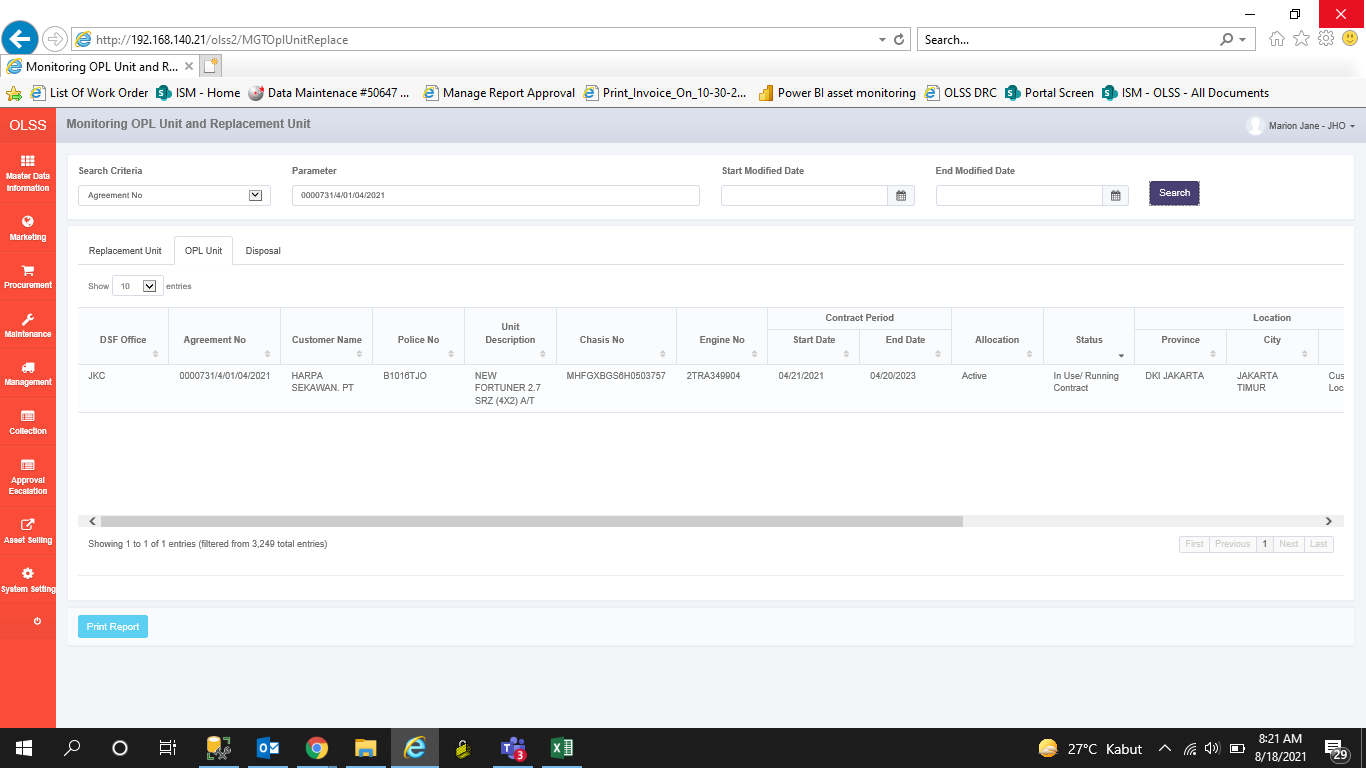 http://192.168.140.21/olss2/MGTOplUnitReplace
Search...
Monitoring OPL Unit and R...
List Of Work Order
ISM - Home
Data Maintenace #50647 ...
Manage Report Approval
Print_Invoice_On_10-30-2...
Power BI asset monitoring
OLSS DRC
Portal Screen
ISM - OLSS - All Documents
OLSS
Monitoring OPL Unit and Replacement Unit
Marion Jane - JHO
Master Data
Information
Marketing
Procurement
Maintenance
Management
Collection
Approval
Escalation
Asset Selling
System Setting
Search Criteria
Parameter
Start Modified Date
End Modified Date
Agreement No
0000731/4/01/04/2021
Search
Replacement Unit
OPL Unit
Disposal
Show 10 entries
Contract Period
Location
DSF Office
Agreement No
Customer Name
Police No
Unit
Description
Chasis No
Engine No
Start Date
End Date
Allocation
Status
Province
City
JKC
0000731/4/01/04/2021
HARPA
SEKAWAN. PT
B1016TJO
NEW
FORTUNER 2.7
SRZ (4X2) A/T
MHFGXBGS6H0503757
2TRA349904
04/21/2021
04/20/2023
Active
In Use/ Running
Contract
DKI JAKARTA
JAKARTA
TIMUR
Cus
Loc
Showing 1 to 1 of 1 entries (filtered from 3,249 total entries)
First
Previous
1
Next
Last
Print Report
3
27°C Kabut
8:21 AM
8/18/2021
29